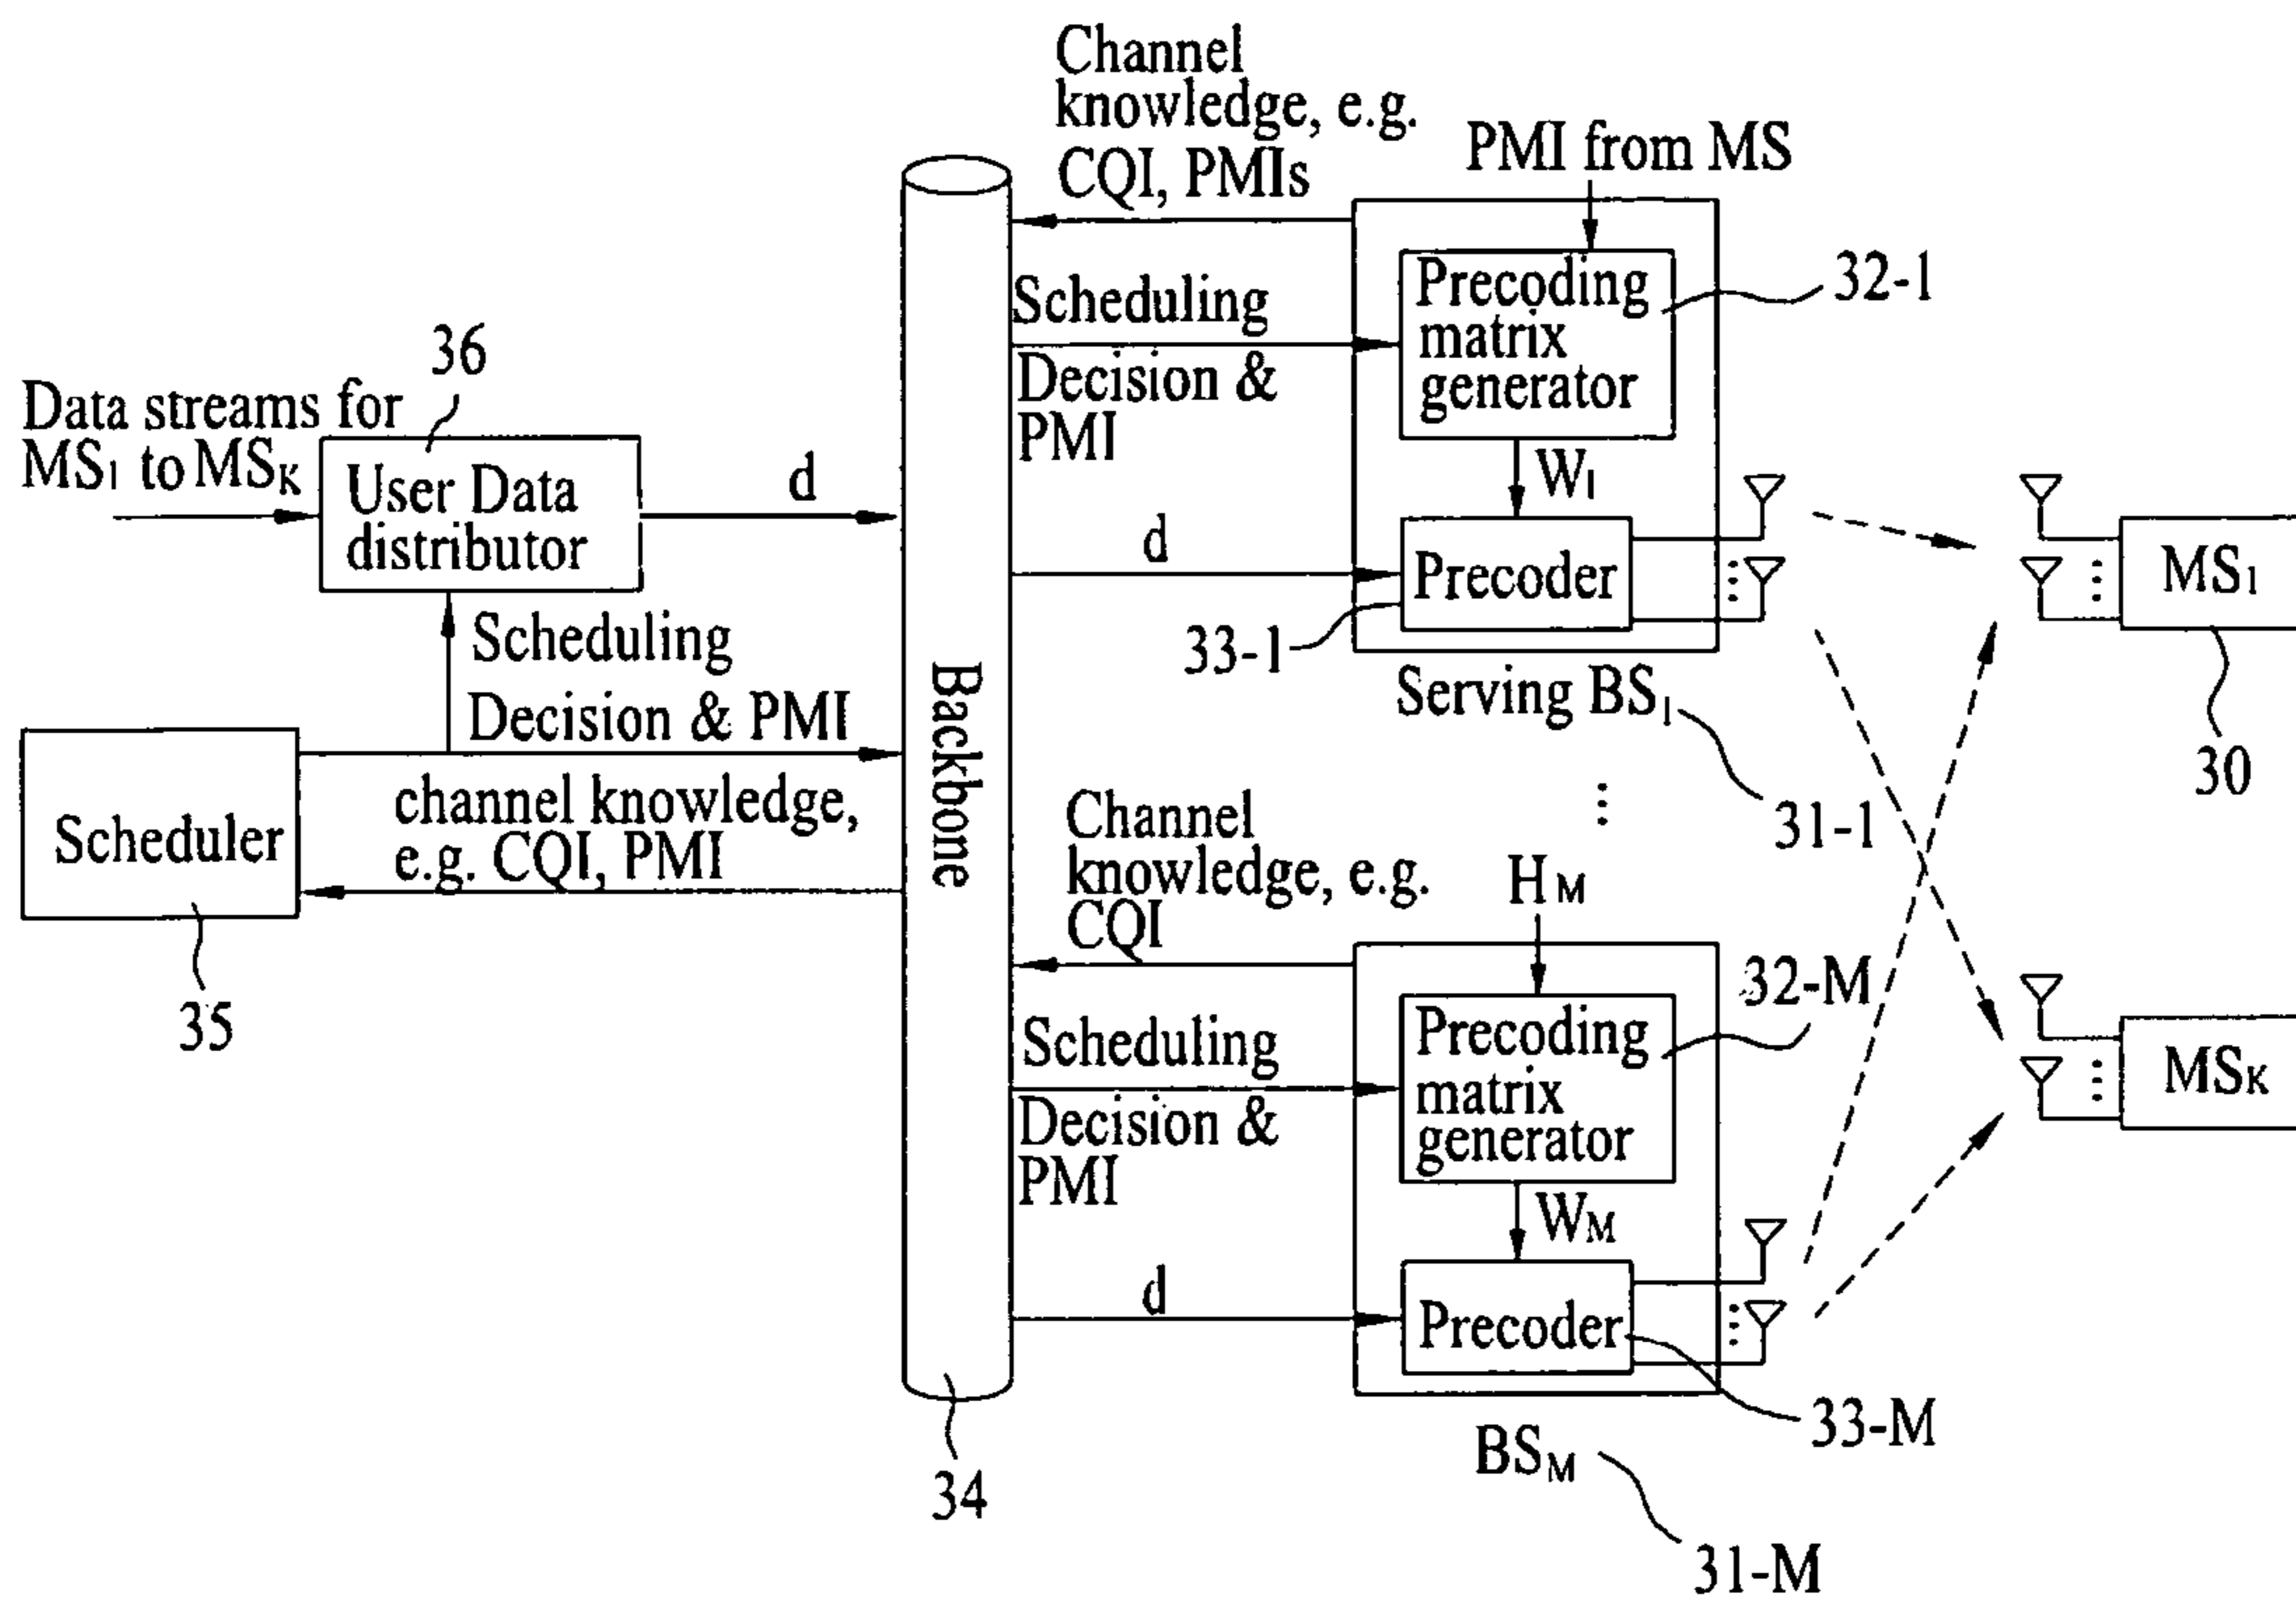 Channel
knowledge, e.g.
CQI, PMIs
PMI from MS
Precoding
matrix
generator
32-1
Scheduling
Decision &
PMI
36
Data streams for
MS1 to MSK
User Data
distributor
d
W1
d
Precoder
33-1
MS1
30
Serving BS1
31-1
Scheduling
Decision & PMI
Backbone
Scheduler
channel knowledge,
e.g. CQI, PMI
35
Channel
knowledge, e.g.
CQI
HM
Precoding
matrix
generator
32-M
Scheduling
Decision &
PMI
MSK
WM
d
Precoder
33-M
34
BSM
31-M